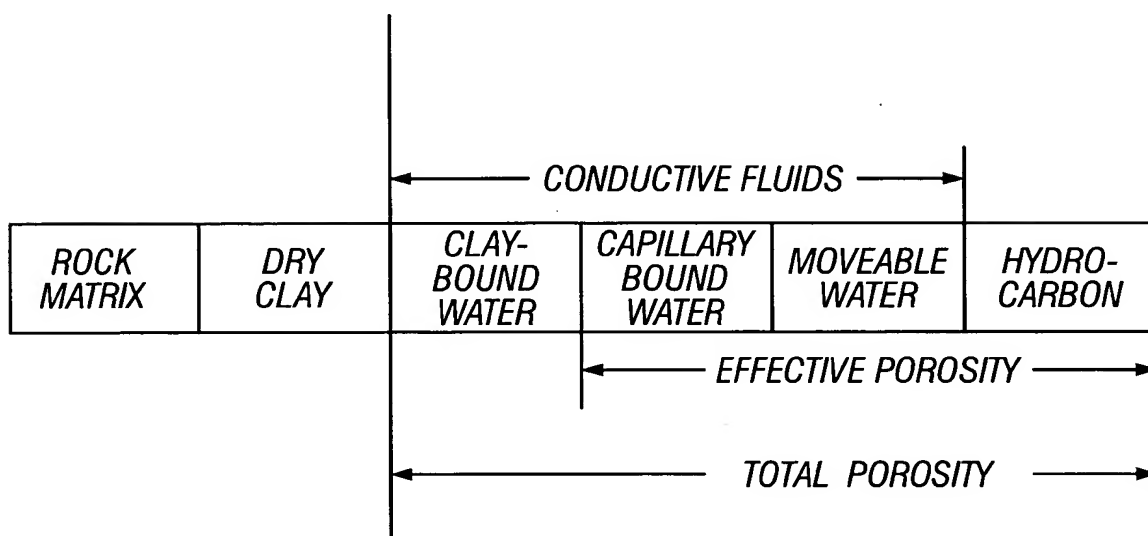 CONDUCTIVE FLUIDS
ROCK
MATRIX
DRY
CLAY
CLAY-
BOUND
WATER
CAPILLARY
BOUND
WATER
MOVEABLE
WATER
HYDRO-
CARBON
EFFECTIVE POROSITY
TOTAL POROSITY